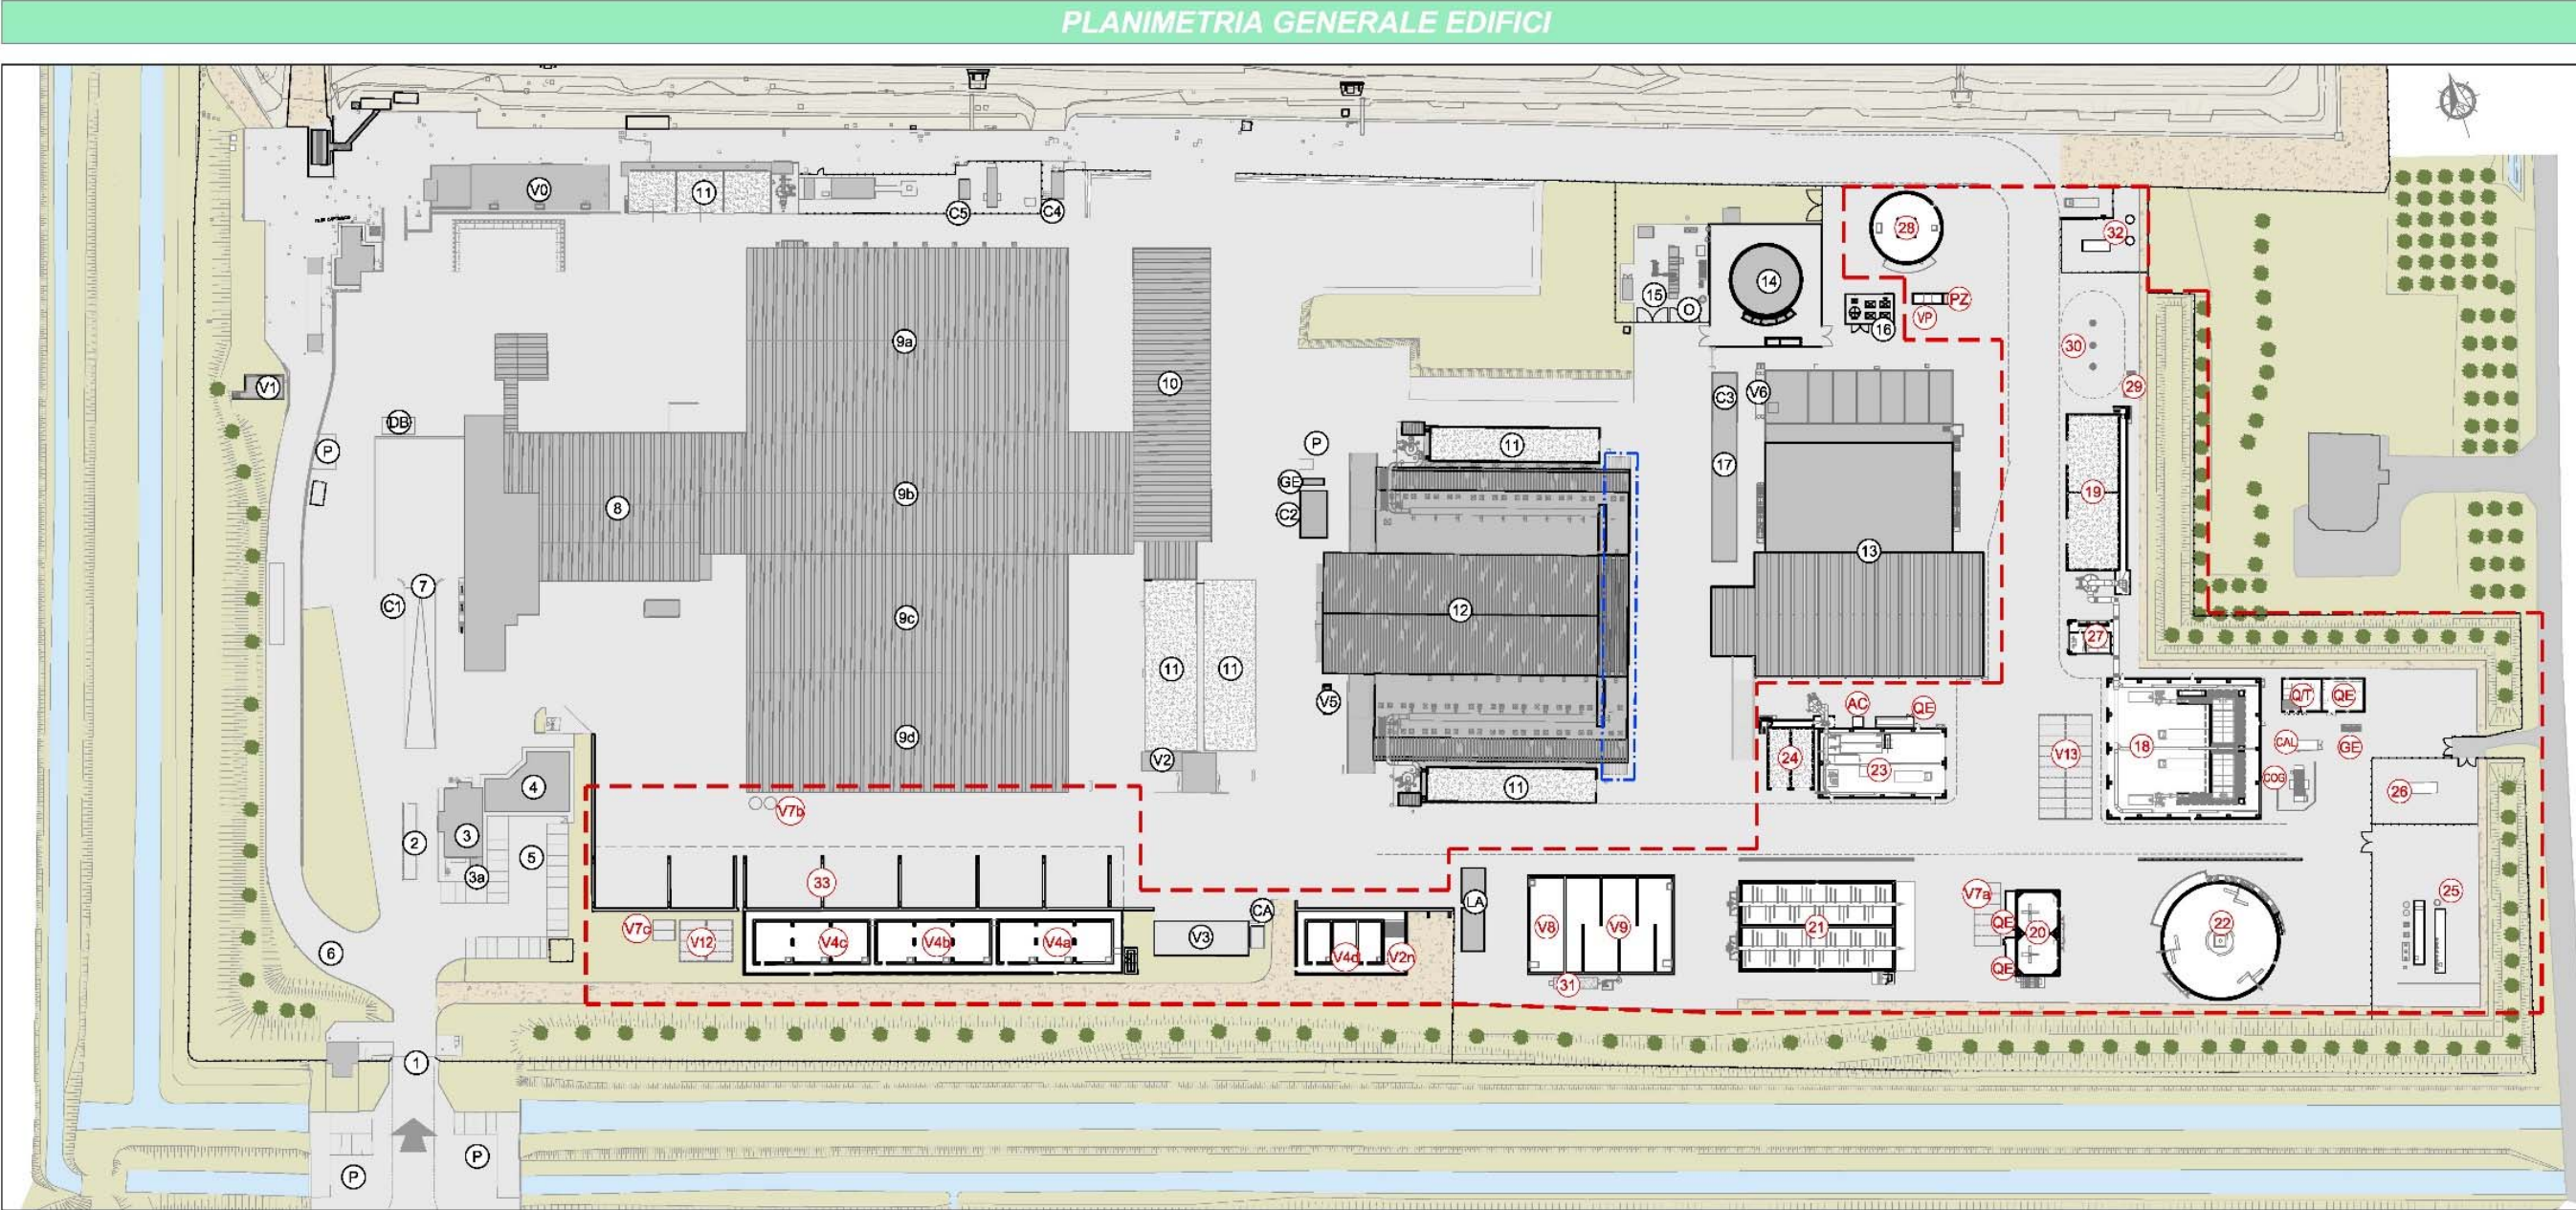 PLANIMETRIA GENERALE EDIFICI
V0
11
C5
C4
28
32
14
15
O
16
PZ
VP
30
29
9a
10
V1
DB
P
C3
V6
11
P
17
GE
C2
8
9b
19
13
7
C1
9c
12
27
11
11
V5
9d
V2
AC
QE
24
23
V13
18
Q/T
QE
CAL
GE
COG
26
4
3
2
5
3a
V7b
11
33
CA
LA
V7c
V12
V4c
V4b
V4a
V3
V4d
V2n
V8
V9
31
21
V7a
QE
20
QE
22
25
6
1
P
P